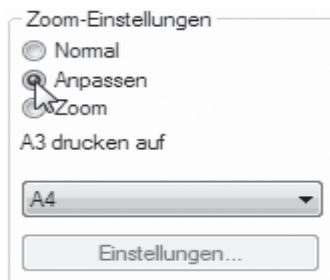 Zoom-Einstellungen
Normal
Anpassen
Zoom
A3 drucken auf
A4
Einstellungen...